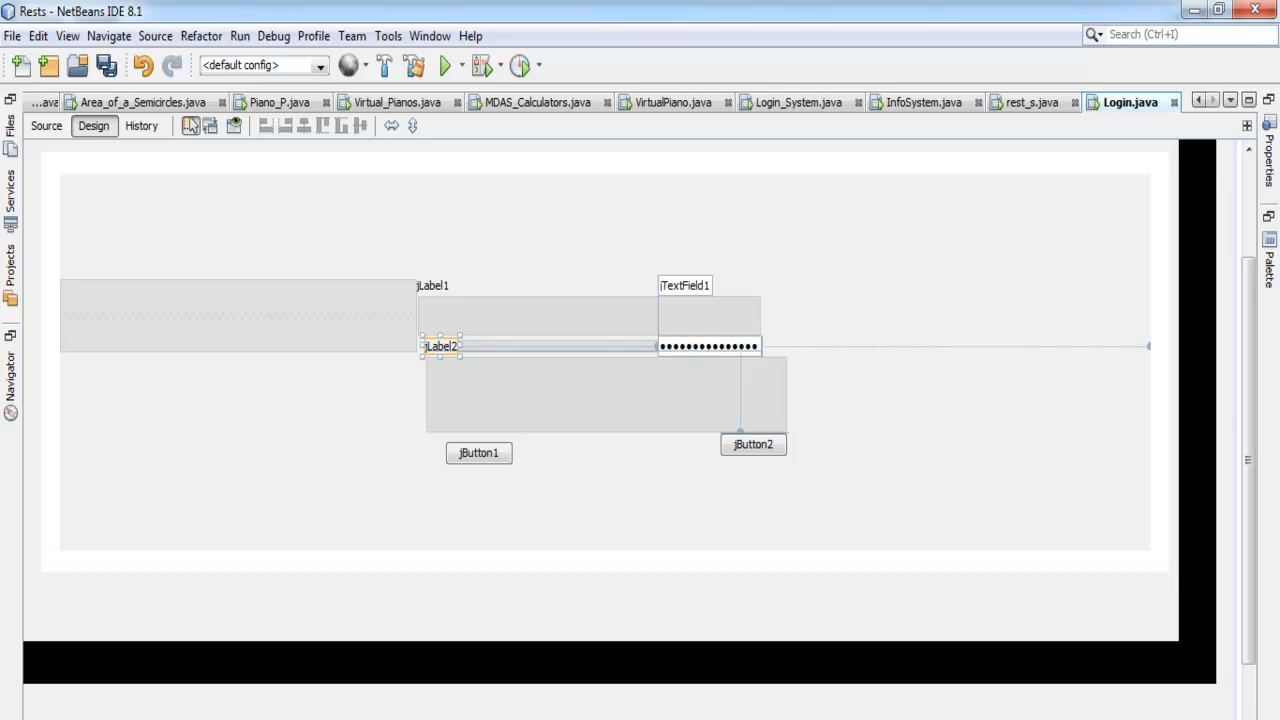 Rests - NetBeans IDE 8.1
File Edit View Navigate Source Refactor Run Debug Profile Team Tools Window Help
Search (Ctrl+I)
<default config>
...ava Area_of_a_Semicircles.java Piano_P.java Virtual_Pianos.java MDAS_Calculators.java VirtualPiano.java Login_System.java InfoSystem.java rest_s.java Login.java
Source Design History
Files
Services
Projects
Navigator
Properties
Palette
jLabel1 jTextField1
jLabel2 •••••••••••••••
jButton1 jButton2